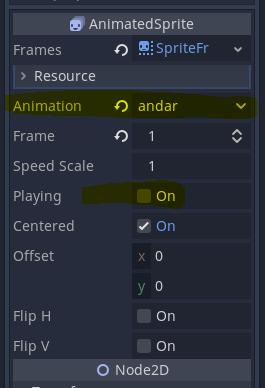 AnimatedSprite
Frames SpriteFr
> Resource
Animation andar
Frame 1
Speed Scale 1
Playing On
Centered On
Offset x 0
y 0
Flip H On
Flip V On
Node2D